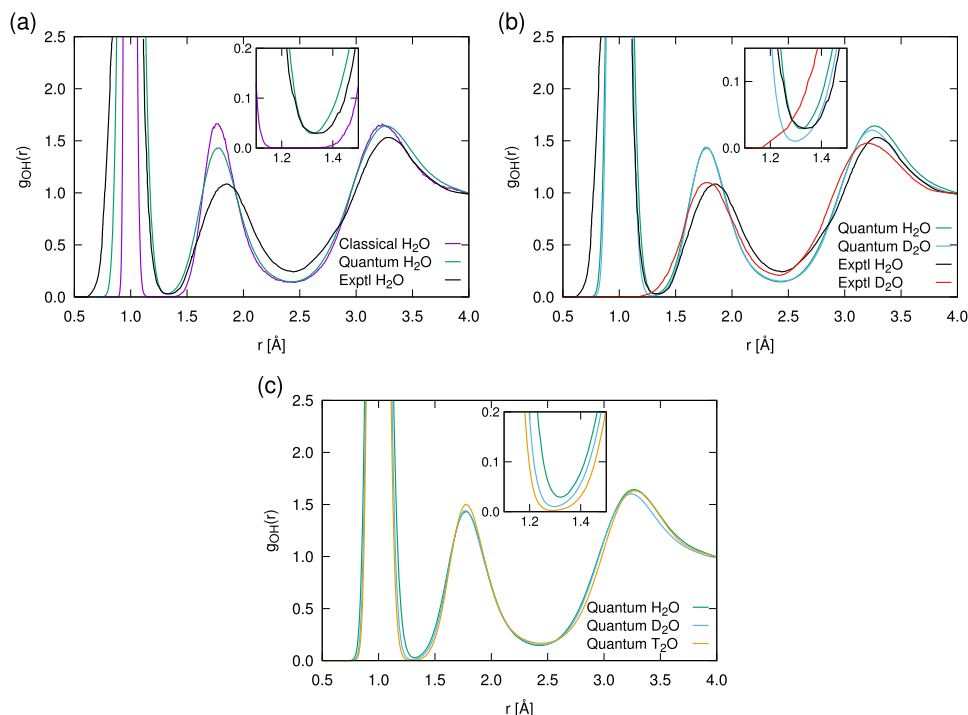 (a)
2.5
2.0
1.5
1.0
0.5
0.0
g_OH(r)
0.2
0.1
0.0
1.2 1.4
Classical H₂O
Quantum H₂O
Exptl H₂O
0.5 1.0 1.5 2.0 2.5 3.0 3.5 4.0
r [Å]
(b)
2.5
2.0
1.5
1.0
0.5
0.0
g_OH(r)
0.1
0.0
1.2 1.4
Quantum H₂O
Quantum D₂O
Exptl H₂O
Exptl D₂O
0.5 1.0 1.5 2.0 2.5 3.0 3.5 4.0
r [Å]
(c)
2.5
2.0
1.5
1.0
0.5
0.0
g_OH(r)
0.2
0.1
0.0
1.2 1.4
Quantum H₂O
Quantum D₂O
Quantum T₂O
0.5 1.0 1.5 2.0 2.5 3.0 3.5 4.0
r [Å]